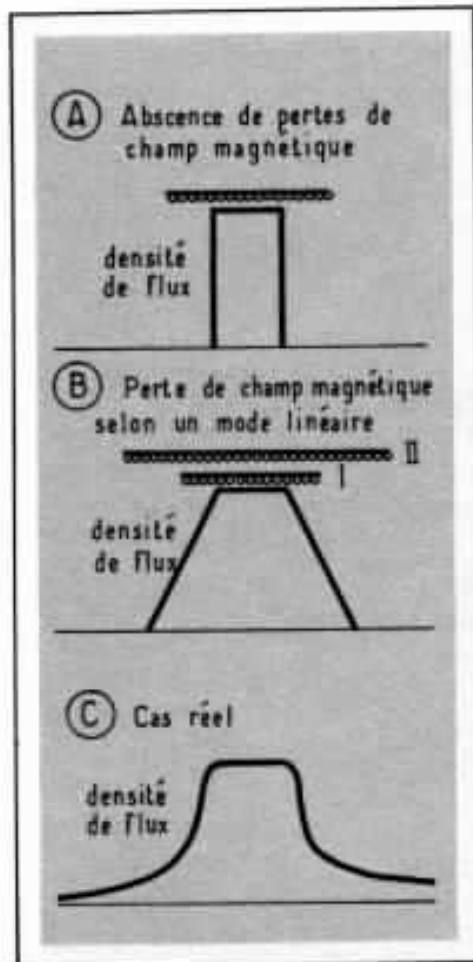 A Abscence de pertes de
champ magnétique
densité
de flux
B Perte de champ magnétique
selon un mode linéaire
II
I
densité
de flux
C Cas réel
densité
de flux